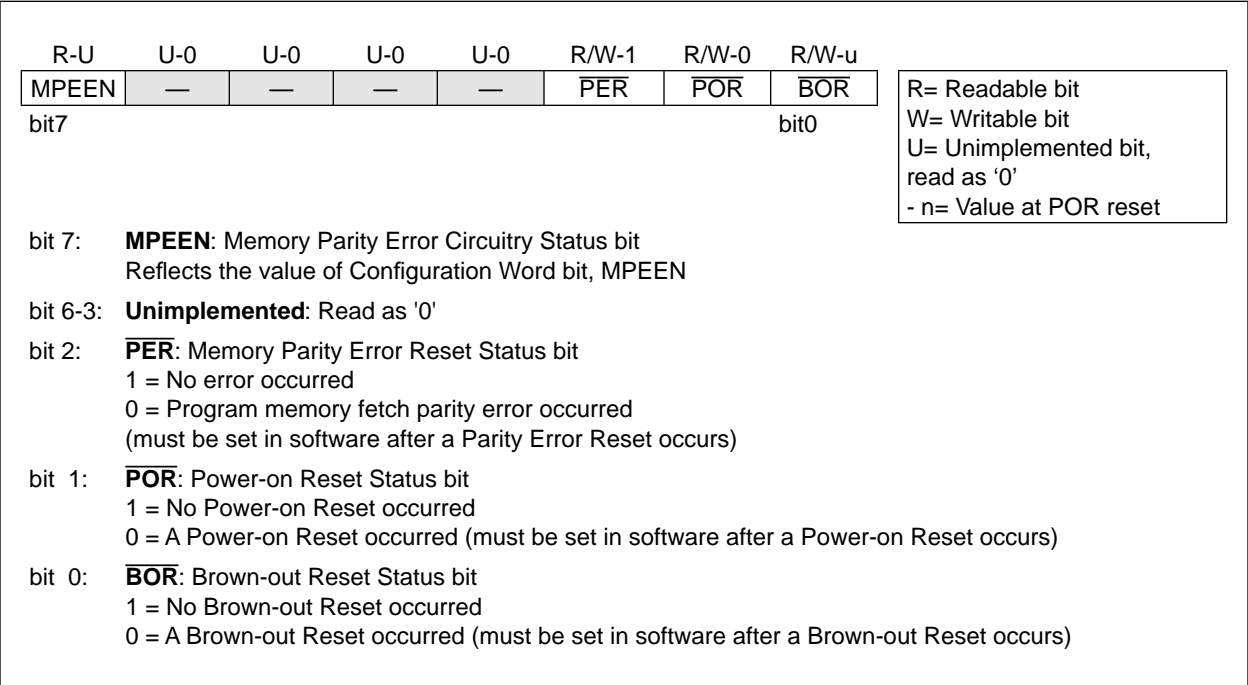 R-U U-0 U-0 U-0 U-0 R/W-1 R/W-0 R/W-u
MPEEN — — — — P̅E̅R̅ P̅O̅R̅ B̅O̅R̅
bit7 bit0
R= Readable bit
W= Writable bit
U= Unimplemented bit,
read as ‘0’
- n= Value at POR reset
bit 7: MPEEN: Memory Parity Error Circuitry Status bit
Reflects the value of Configuration Word bit, MPEEN
bit 6-3: Unimplemented: Read as '0'
bit 2: P̅E̅R̅: Memory Parity Error Reset Status bit
1 = No error occurred
0 = Program memory fetch parity error occurred
(must be set in software after a Parity Error Reset occurs)
bit 1: P̅O̅R̅: Power-on Reset Status bit
1 = No Power-on Reset occurred
0 = A Power-on Reset occurred (must be set in software after a Power-on Reset occurs)
bit 0: B̅O̅R̅: Brown-out Reset Status bit
1 = No Brown-out Reset occurred
0 = A Brown-out Reset occurred (must be set in software after a Brown-out Reset occurs)